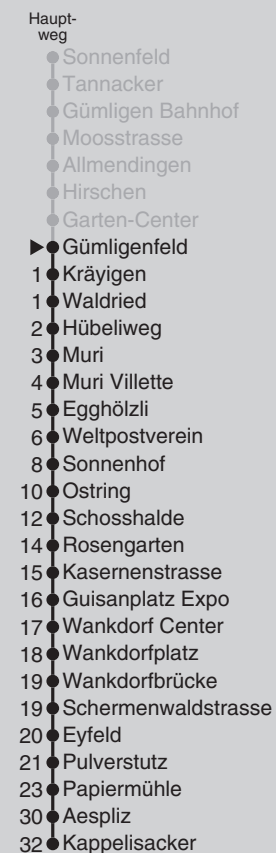 Haupt-
weg
Sonnenfeld
Tannacker
Gümligen Bahnhof
Moosstrasse
Allmendingen
Hirschen
Garten-Center
Gümligenfeld
1 Kräyigen
1 Waldried
2 Hübeliweg
3 Muri
4 Muri Villette
5 Egghölzli
6 Weltpostverein
8 Sonnenhof
10 Ostring
12 Schosshalde
14 Rosengarten
15 Kasernenstrasse
16 Guisanplatz Expo
17 Wankdorf Center
18 Wankdorfplatz
19 Wankdorfbrücke
19 Schermenwaldstrasse
20 Eyfeld
21 Pulverstutz
23 Papiermühle
30 Aespliz
32 Kappelisacker